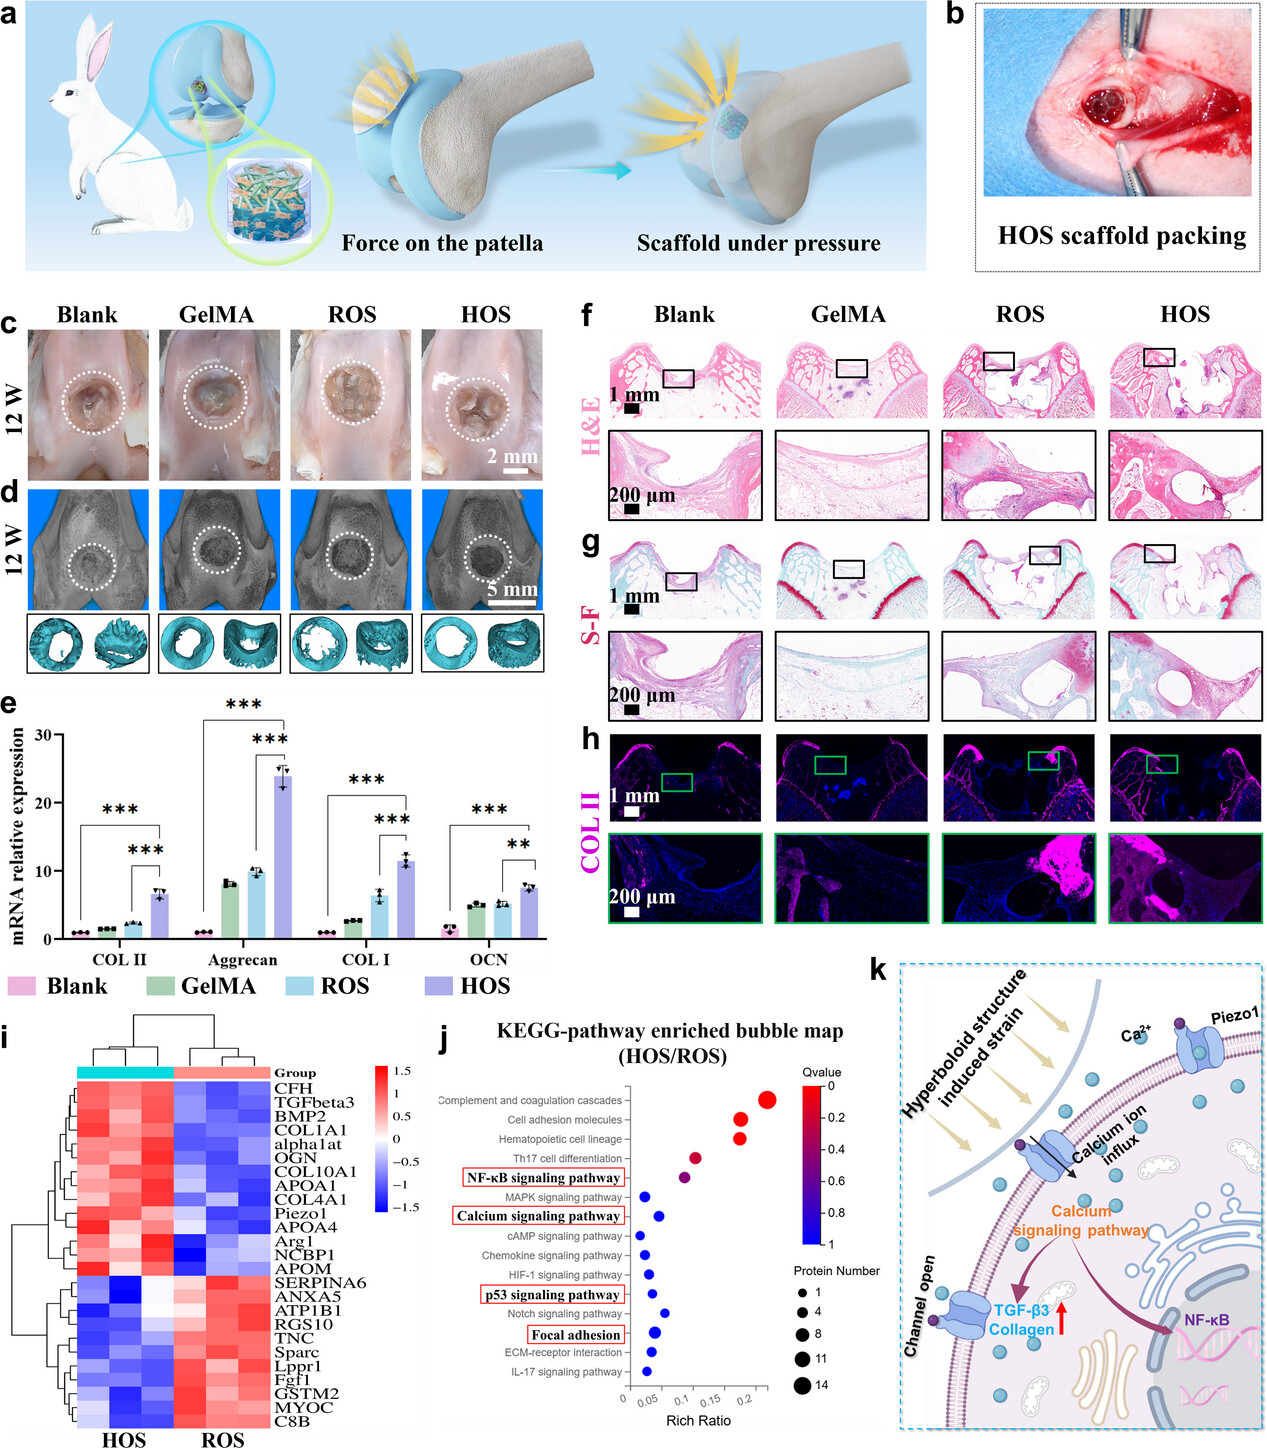 a
Force on the patella
Scaffold under pressure
b
HOS scaffold packing
c
Blank GelMA ROS HOS
12 W
2 mm
d
12 W
5 mm
e
mRNA relative expression
30
20
10
0
*** *** *** *** *** *** *** **
COL II Aggrecan COL I OCN
Blank GelMA ROS HOS
f
Blank GelMA ROS HOS
H&E
1 mm
200 μm
g
S-F
1 mm
200 μm
h
COL II
1 mm
200 μm
i
Group
CFH
TGFbeta3
BMP2
COL1A1
alpha1at
OGN
COL10A1
APOA1
COL4A1
Piezo1
APOA4
Arg1
NCBP1
APOM
SERPINA6
ANXA5
ATP1B1
RGS10
TNC
Sparc
Lppr1
Fgf1
GSTM2
MYOC
C8B
HOS ROS
1.5
1
0.5
0
−0.5
−1
−1.5
j
KEGG-pathway enriched bubble map
(HOS/ROS)
Complement and coagulation cascades
Cell adhesion molecules
Hematopoietic cell lineage
Th17 cell differentiation
NF-κB signaling pathway
MAPK signaling pathway
Calcium signaling pathway
cAMP signaling pathway
Chemokine signaling pathway
HIF-1 signaling pathway
p53 signaling pathway
Notch signaling pathway
Focal adhesion
ECM-receptor interaction
IL-17 signaling pathway
0 0.05 0.1 0.15 0.2
Rich Ratio
Qvalue
0
0.2
0.4
0.6
0.8
1
Protein Number
1
4
8
11
14
k
Hyperboloid structure
induced strain
Ca²⁺
Piezo1
Calcium ion
influx
Calcium
signaling pathway
Channel open
TGF-β3
Collagen
NF-κB